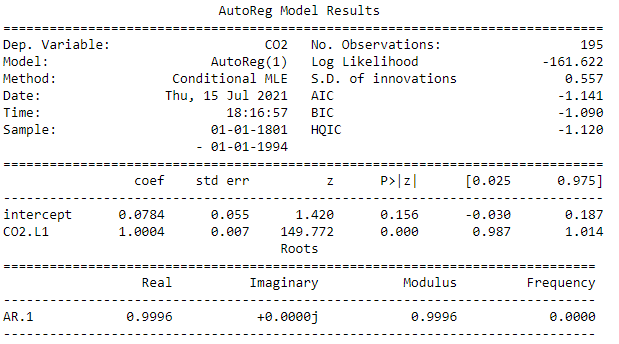 AutoReg Model Results
==============================================================================
Dep. Variable:                    CO2   No. Observations:                  195
Model:                     AutoReg(1)   Log Likelihood                -161.622
Method:               Conditional MLE   S.D. of innovations              0.557
Date:                Thu, 15 Jul 2021   AIC                             -1.141
Time:                        18:16:57   BIC                             -1.090
Sample:                    01-01-1801   HQIC                            -1.120
                         - 01-01-1994
==============================================================================
                 coef    std err          z      P>|z|      [0.025      0.975]
------------------------------------------------------------------------------
intercept      0.0784      0.055      1.420      0.156      -0.030       0.187
CO2.L1         1.0004      0.007    149.772      0.000       0.987       1.014
                                    Roots
=============================================================================
                  Real          Imaginary           Modulus         Frequency
-----------------------------------------------------------------------------
AR.1            0.9996           +0.0000j            0.9996            0.0000
-----------------------------------------------------------------------------